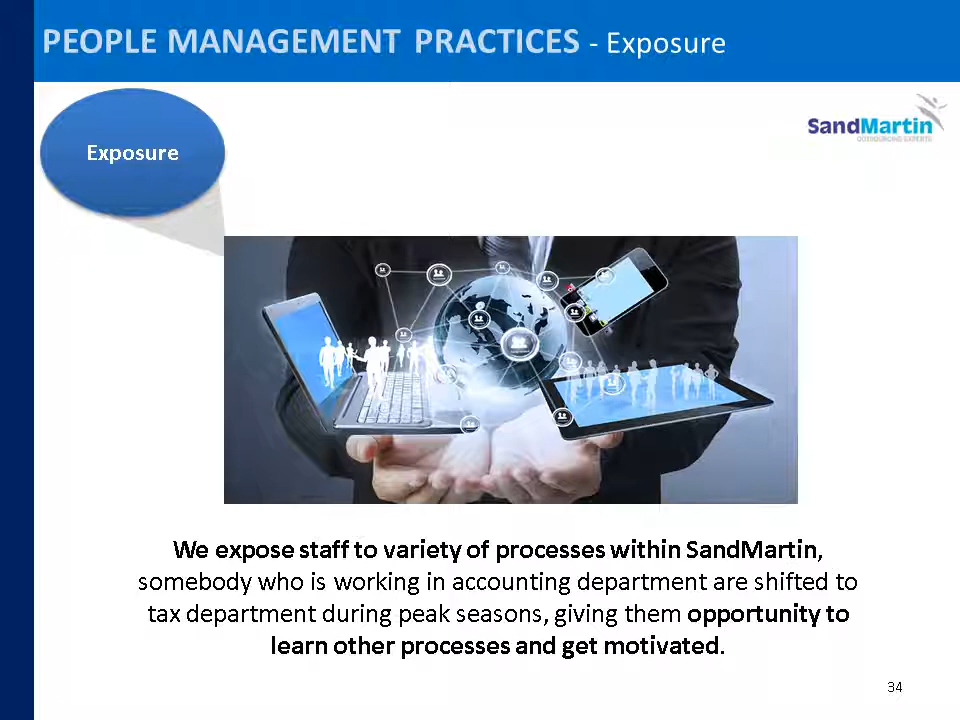 PEOPLE MANAGEMENT PRACTICES - Exposure
Exposure
SandMartin
OUTSOURCING EXPERTS
We expose staff to variety of processes within SandMartin,
somebody who is working in accounting department are shifted to
tax department during peak seasons, giving them opportunity to
learn other processes and get motivated.
34